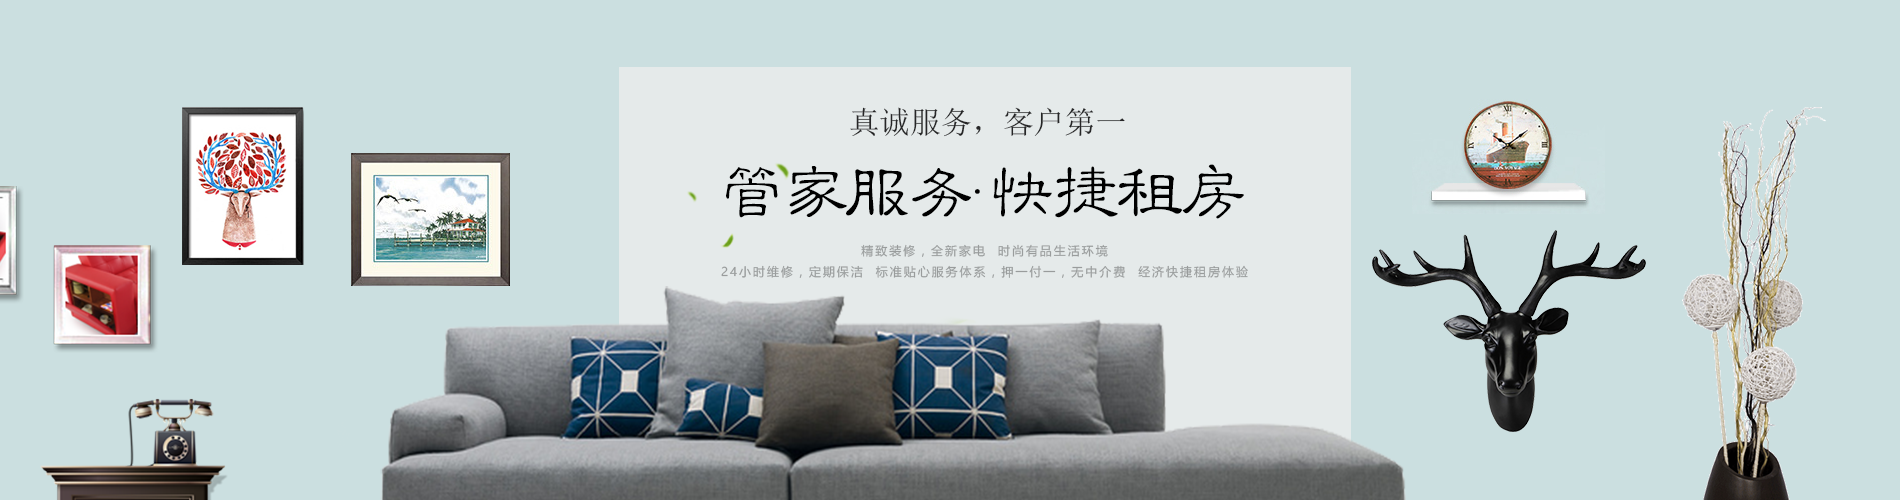 真诚服务，客户第一
管家服务·快捷租房
精致装修，全新家电 时尚有品生活环境
24小时维修，定期保洁 标准贴心服务体系，押一付一，无中介费 经济快捷租房体验
XII
III